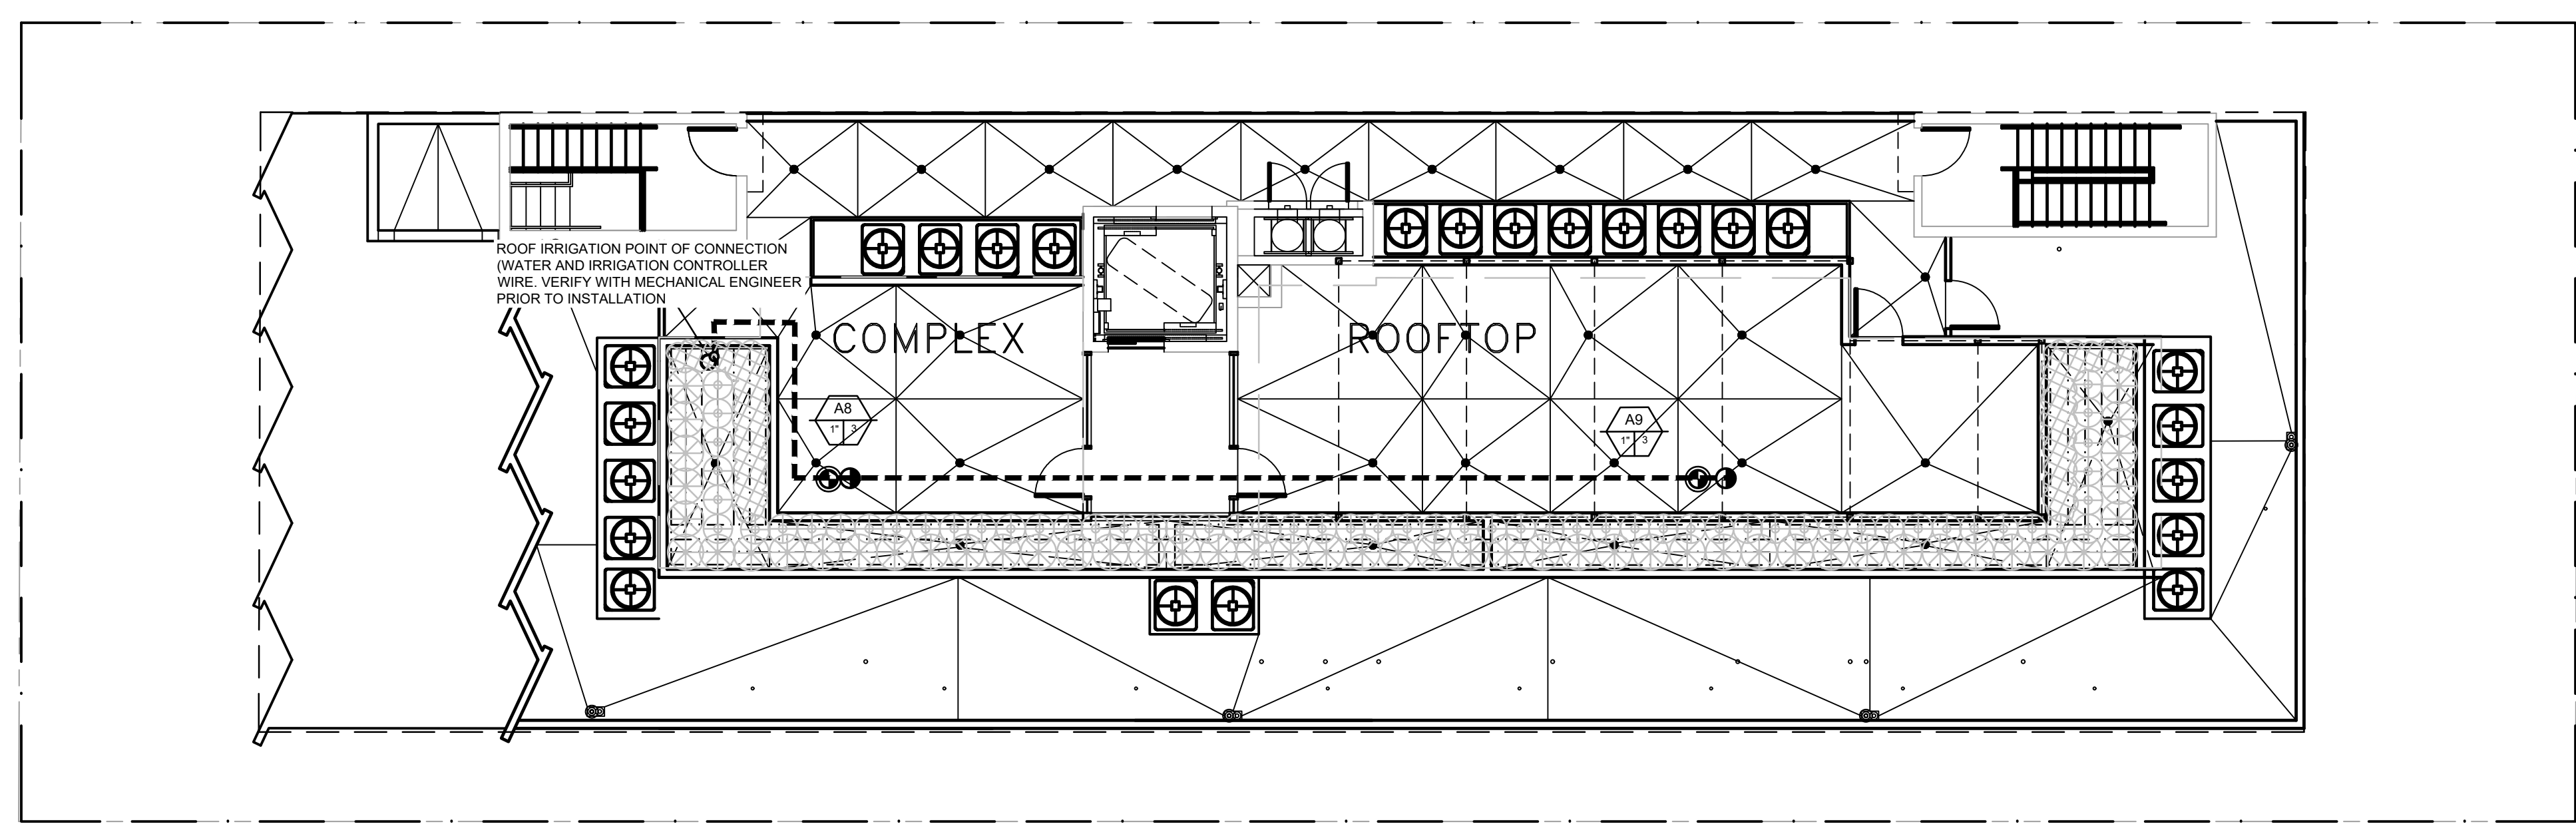 ROOF IRRIGATION POINT OF CONNECTION
(WATER AND IRRIGATION CONTROLLER
WIRE. VERIFY WITH MECHANICAL ENGINEER
PRIOR TO INSTALLATION
COMPLEX
ROOFTOP
A8
1" 3
A9
1" 3